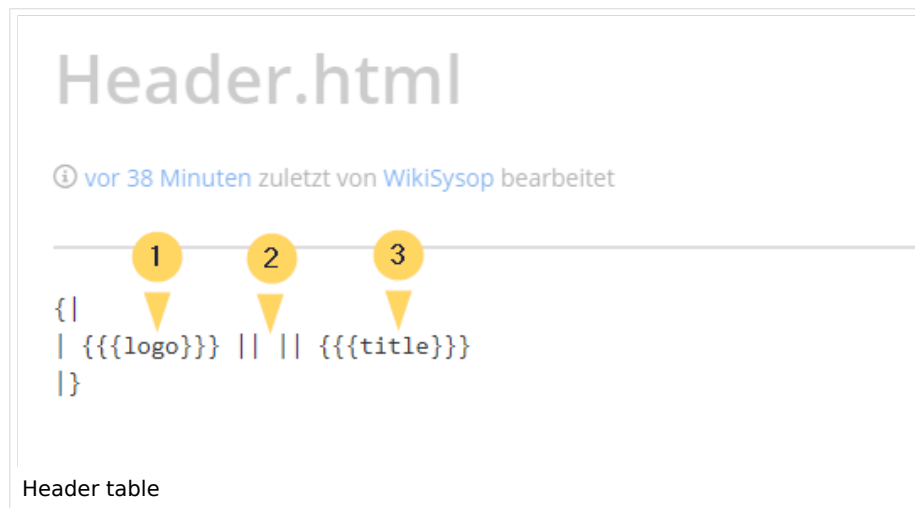 Header.html
vor 38 Minuten zuletzt von WikiSysop bearbeitet
1 2 3
{|
| {{{logo}}} || || {{{title}}}
|}
Header table